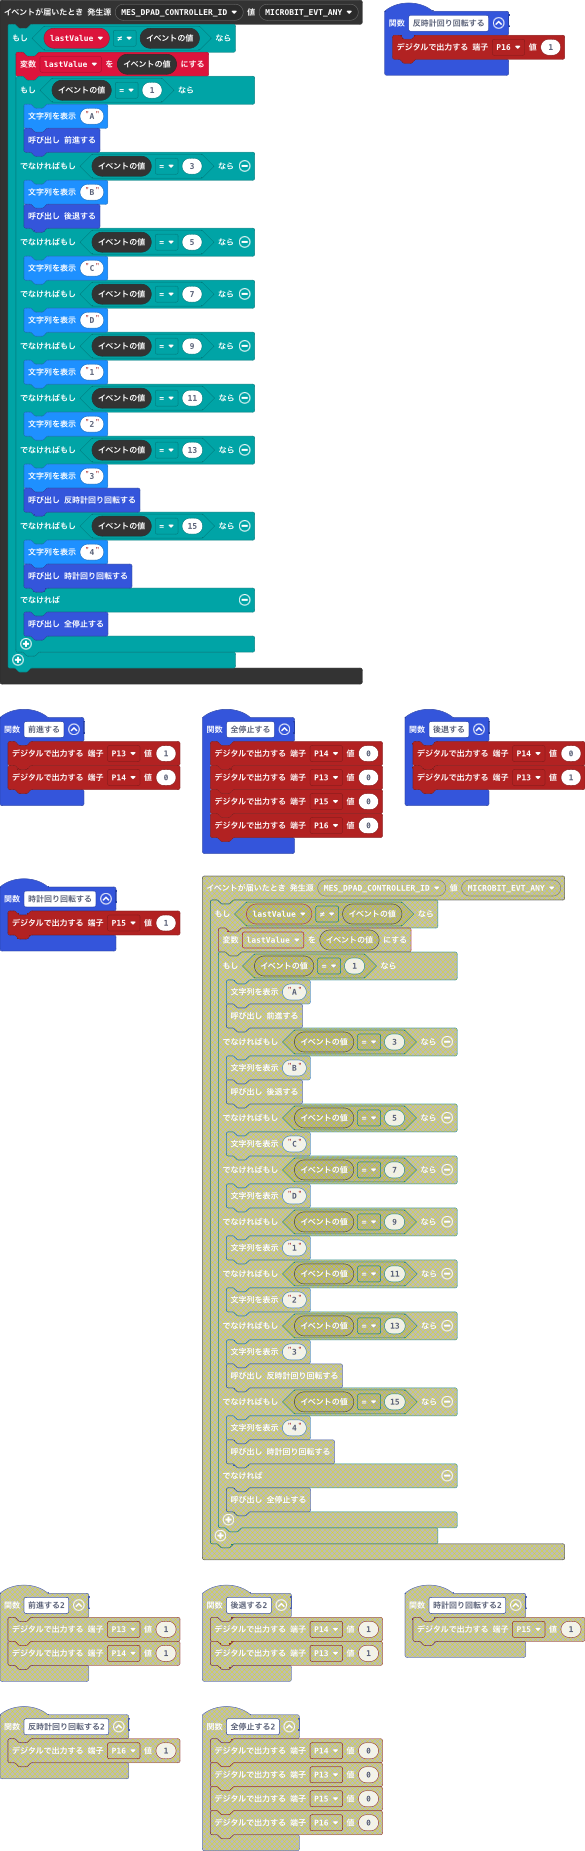 イベントが届いたとき 発生源 MES_DPAD_CONTROLLER_ID 値 MICROBIT_EVT_ANY
もし lastValue ≠ イベントの値 なら
変数 lastValue を イベントの値 にする
もし イベントの値 = 1 なら
文字列を表示 "A"
呼び出し 前進する
でなければもし イベントの値 = 3 なら
文字列を表示 "B"
呼び出し 後退する
でなければもし イベントの値 = 5 なら
文字列を表示 "C"
でなければもし イベントの値 = 7 なら
文字列を表示 "D"
でなければもし イベントの値 = 9 なら
文字列を表示 "1"
でなければもし イベントの値 = 11 なら
文字列を表示 "2"
でなければもし イベントの値 = 13 なら
文字列を表示 "3"
呼び出し 反時計回り回転する
でなければもし イベントの値 = 15 なら
文字列を表示 "4"
呼び出し 時計回り回転する
でなければ
呼び出し 全停止する
関数 反時計回り回転する
デジタルで出力する 端子 P16 値 1
関数 前進する
デジタルで出力する 端子 P13 値 1
デジタルで出力する 端子 P14 値 0
関数 全停止する
デジタルで出力する 端子 P14 値 0
デジタルで出力する 端子 P13 値 0
デジタルで出力する 端子 P15 値 0
デジタルで出力する 端子 P16 値 0
関数 後退する
デジタルで出力する 端子 P14 値 0
デジタルで出力する 端子 P13 値 1
関数 時計回り回転する
デジタルで出力する 端子 P15 値 1
イベントが届いたとき 発生源 MES_DPAD_CONTROLLER_ID 値 MICROBIT_EVT_ANY
もし lastValue ≠ イベントの値 なら
変数 lastValue を イベントの値 にする
もし イベントの値 = 1 なら
文字列を表示 "A"
呼び出し 前進する
でなければもし イベントの値 = 3 なら
文字列を表示 "B"
呼び出し 後退する
でなければもし イベントの値 = 5 なら
文字列を表示 "C"
でなければもし イベントの値 = 7 なら
文字列を表示 "D"
でなければもし イベントの値 = 9 なら
文字列を表示 "1"
でなければもし イベントの値 = 11 なら
文字列を表示 "2"
でなければもし イベントの値 = 13 なら
文字列を表示 "3"
呼び出し 反時計回り回転する
でなければもし イベントの値 = 15 なら
文字列を表示 "4"
呼び出し 時計回り回転する
でなければ
呼び出し 全停止する
関数 前進する2
デジタルで出力する 端子 P13 値 1
デジタルで出力する 端子 P14 値 1
関数 後退する2
デジタルで出力する 端子 P14 値 1
デジタルで出力する 端子 P13 値 1
関数 時計回り回転する2
デジタルで出力する 端子 P15 値 1
関数 反時計回り回転する2
デジタルで出力する 端子 P16 値 1
関数 全停止する2
デジタルで出力する 端子 P14 値 0
デジタルで出力する 端子 P13 値 0
デジタルで出力する 端子 P15 値 0
デジタルで出力する 端子 P16 値 0